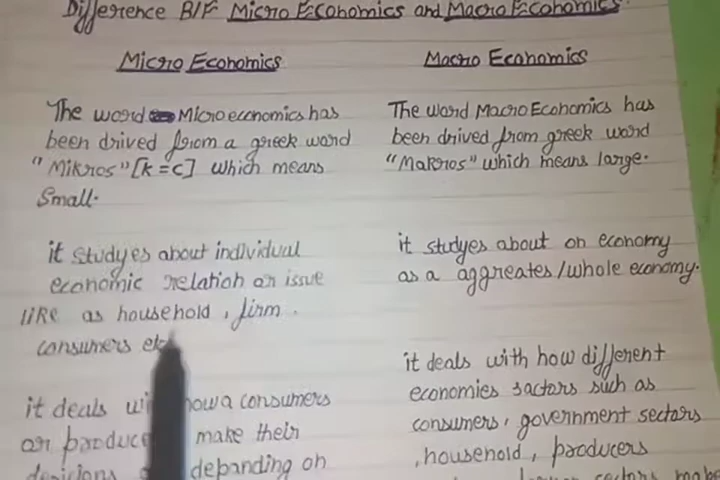 Difference B/F Micro Economics and Macro Economics
Micro Economics
The word Microeconomics has
been drived from a greek word
"Mikros" [k=c] which means
Small.
it studyes about individual
economic relation or issue
like as household, firm.
consumers etc
it deals how a consumers
or make their
depanding on
Macro Economics
The word Macro Economics has
been drived from greek word
"Makros" which means large.
it studyes about on economy
as a aggreates/whole economy.
it deals with how different
economies sactors such as
consumers, government sectors
, household, producers
sectors make